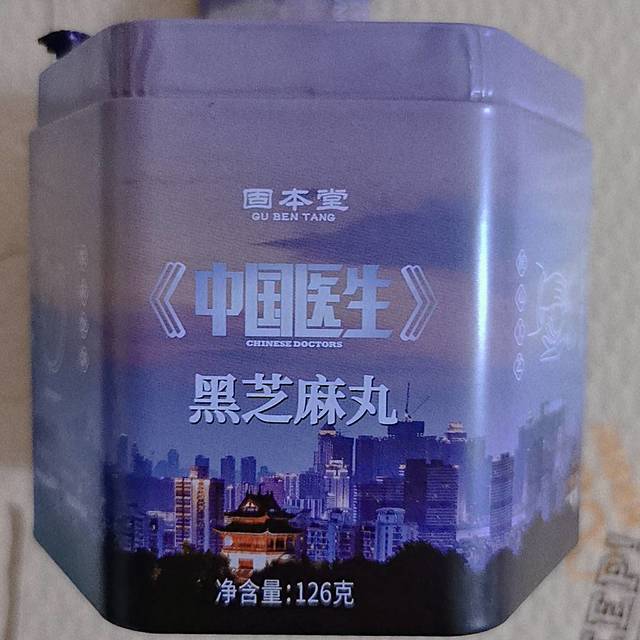 固本堂
GU BEN TANG
《中国医生》
CHINESE DOCTORS
黑芝麻丸
净含量:126克